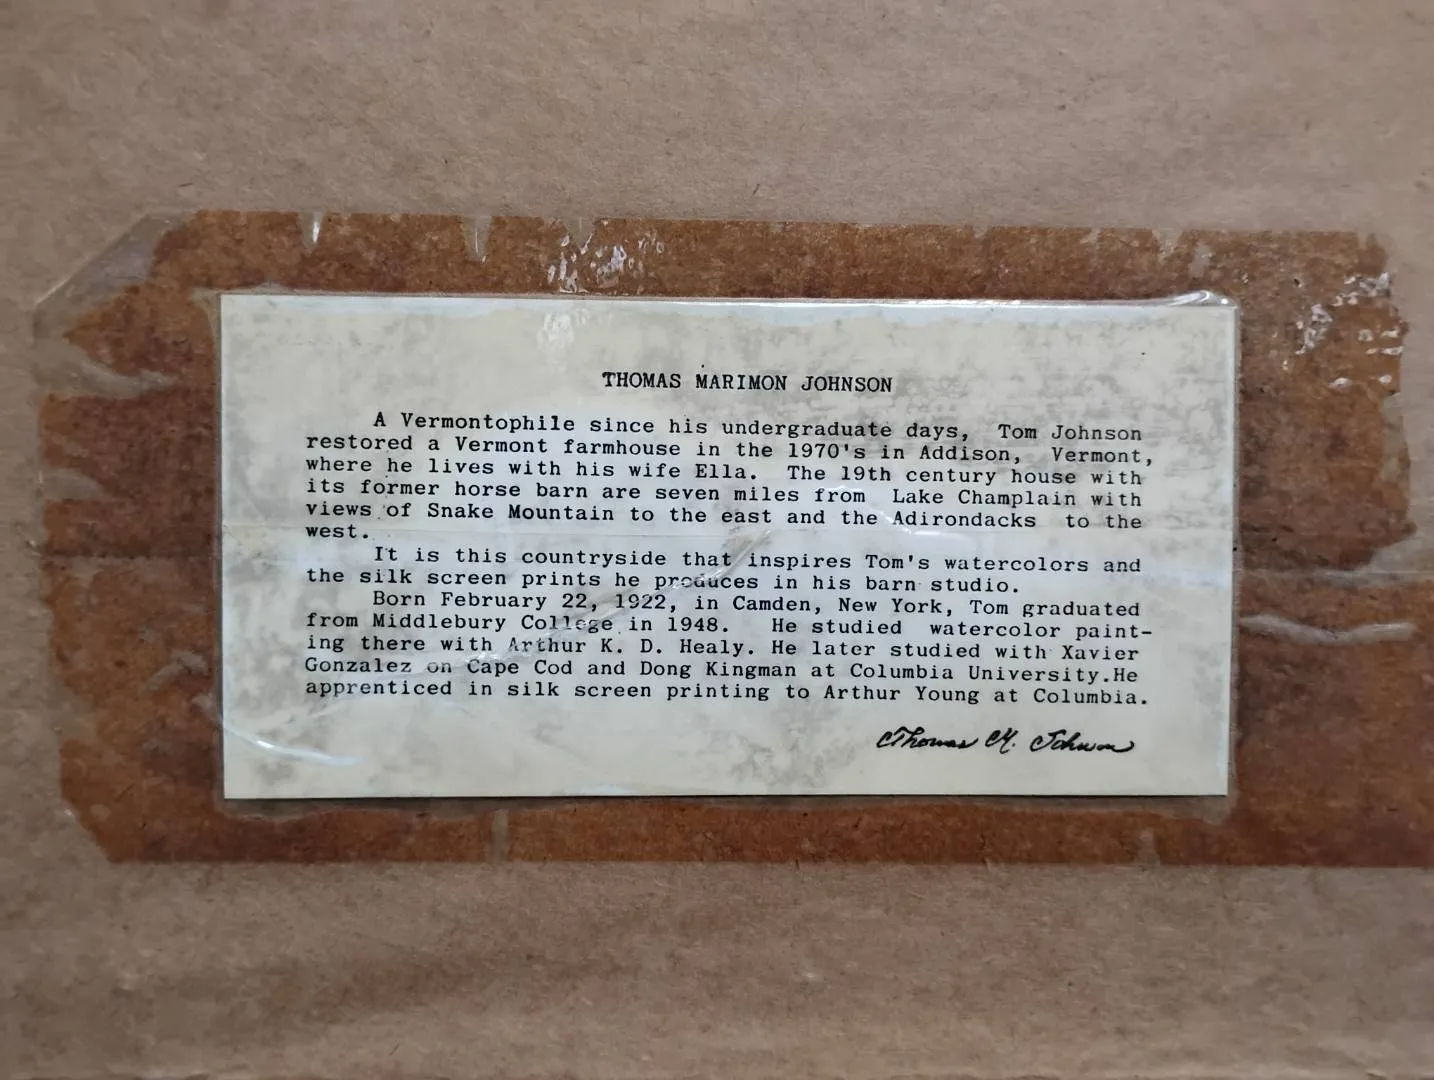 THOMAS MARIMON JOHNSON
A Vermontophile since his undergraduate days, Tom Johnson
restored a Vermont farmhouse in the 1970's in Addison, Vermont,
where he lives with his wife Ella. The 19th century house with
its former horse barn are seven miles from Lake Champlain with
views of Snake Mountain to the east and the Adirondacks to the
west.
It is this countryside that inspires Tom's watercolors and
the silk screen prints he produces in his barn studio.
Born February 22, 1922, in Camden, New York, Tom graduated
from Middlebury College in 1948. He studied watercolor paint-
ing there with Arthur K. D. Healy. He later studied with Xavier
Gonzalez on Cape Cod and Dong Kingman at Columbia University.He
apprenticed in silk screen printing to Arthur Young at Columbia.
Thomas M. Johnson